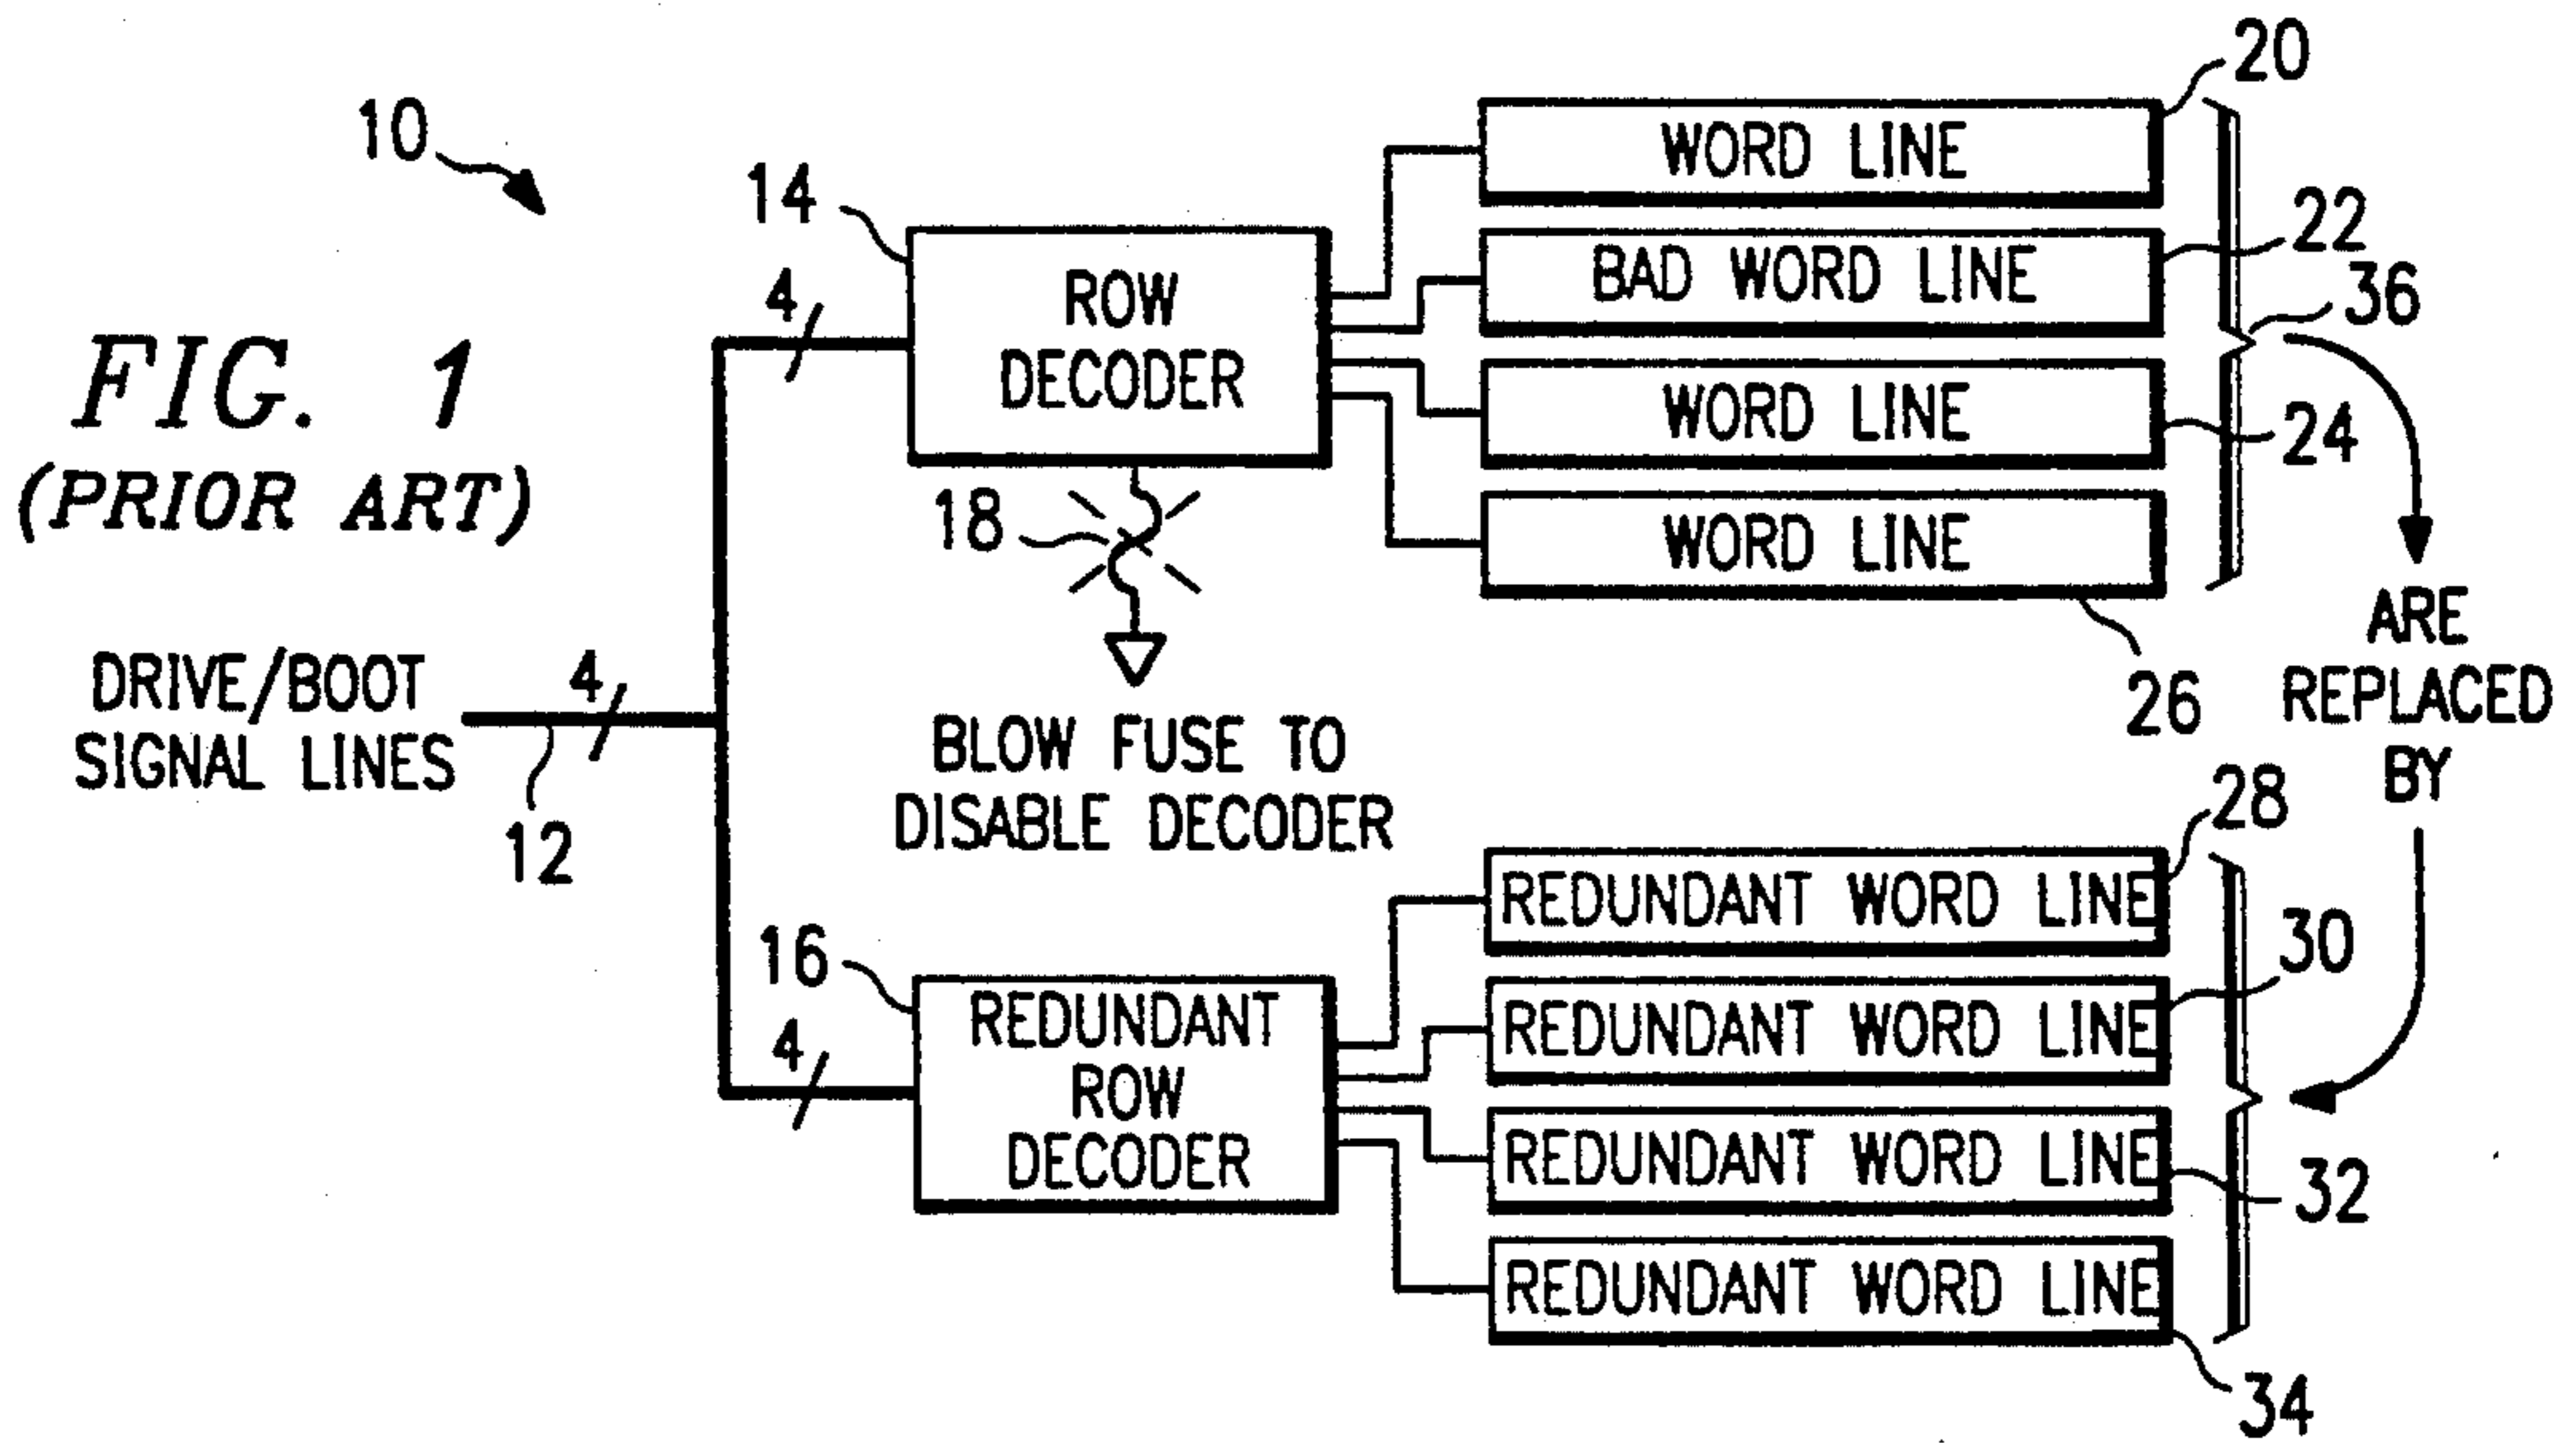 FIG. 1
(PRIOR ART)
10
DRIVE/BOOT
SIGNAL LINES
4
12
4
14
ROW
DECODER
18
BLOW FUSE TO
DISABLE DECODER
4
16
REDUNDANT
ROW
DECODER
WORD LINE
20
BAD WORD LINE
22
36
WORD LINE
24
WORD LINE
26
ARE
REPLACED
BY
REDUNDANT WORD LINE
28
REDUNDANT WORD LINE
30
REDUNDANT WORD LINE
32
REDUNDANT WORD LINE
34